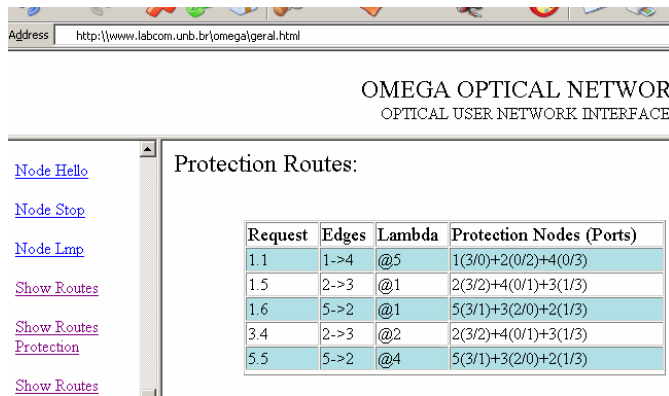 Address http:\\www.labcom.unb.br\omega\geral.html
OMEGA OPTICAL NETWOR
OPTICAL USER NETWORK INTERFACE
Node Hello
Node Stop
Node Lmp
Show Routes
Show Routes
Protection
Show Routes
Protection Routes:
Request Edges Lambda Protection Nodes (Ports)
1.1 1->4 @5 1(3/0)+2(0/2)+4(0/3)
1.5 2->3 @1 2(3/2)+4(0/1)+3(1/3)
1.6 5->2 @1 5(3/1)+3(2/0)+2(1/3)
3.4 2->3 @2 2(3/2)+4(0/1)+3(1/3)
5.5 5->2 @4 5(3/1)+3(2/0)+2(1/3)